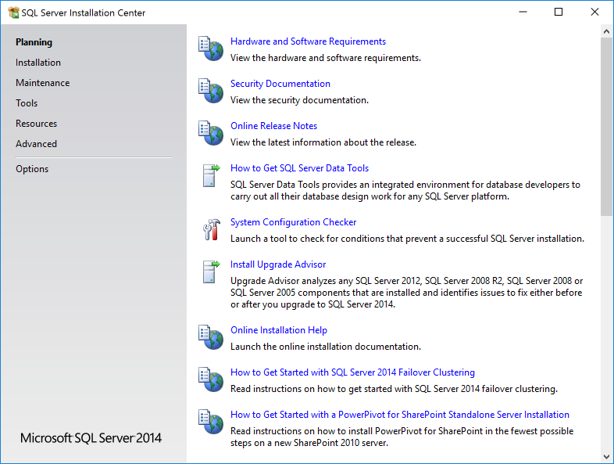 SQL Server Installation Center
Planning
Installation
Maintenance
Tools
Resources
Advanced
Options
Microsoft SQL Server 2014
Hardware and Software Requirements
View the hardware and software requirements.
Security Documentation
View the security documentation.
Online Release Notes
View the latest information about the release.
How to Get SQL Server Data Tools
SQL Server Data Tools provides an integrated environment for database developers to
carry out all their database design work for any SQL Server platform.
System Configuration Checker
Launch a tool to check for conditions that prevent a successful SQL Server installation.
Install Upgrade Advisor
Upgrade Advisor analyzes any SQL Server 2012, SQL Server 2008 R2, SQL Server 2008 or
SQL Server 2005 components that are installed and identifies issues to fix either before
or after you upgrade to SQL Server 2014.
Online Installation Help
Launch the online installation documentation.
How to Get Started with SQL Server 2014 Failover Clustering
Read instructions on how to get started with SQL Server 2014 failover clustering.
How to Get Started with a PowerPivot for SharePoint Standalone Server Installation
Read instructions on how to install PowerPivot for SharePoint in the fewest possible
steps on a new SharePoint 2010 server.